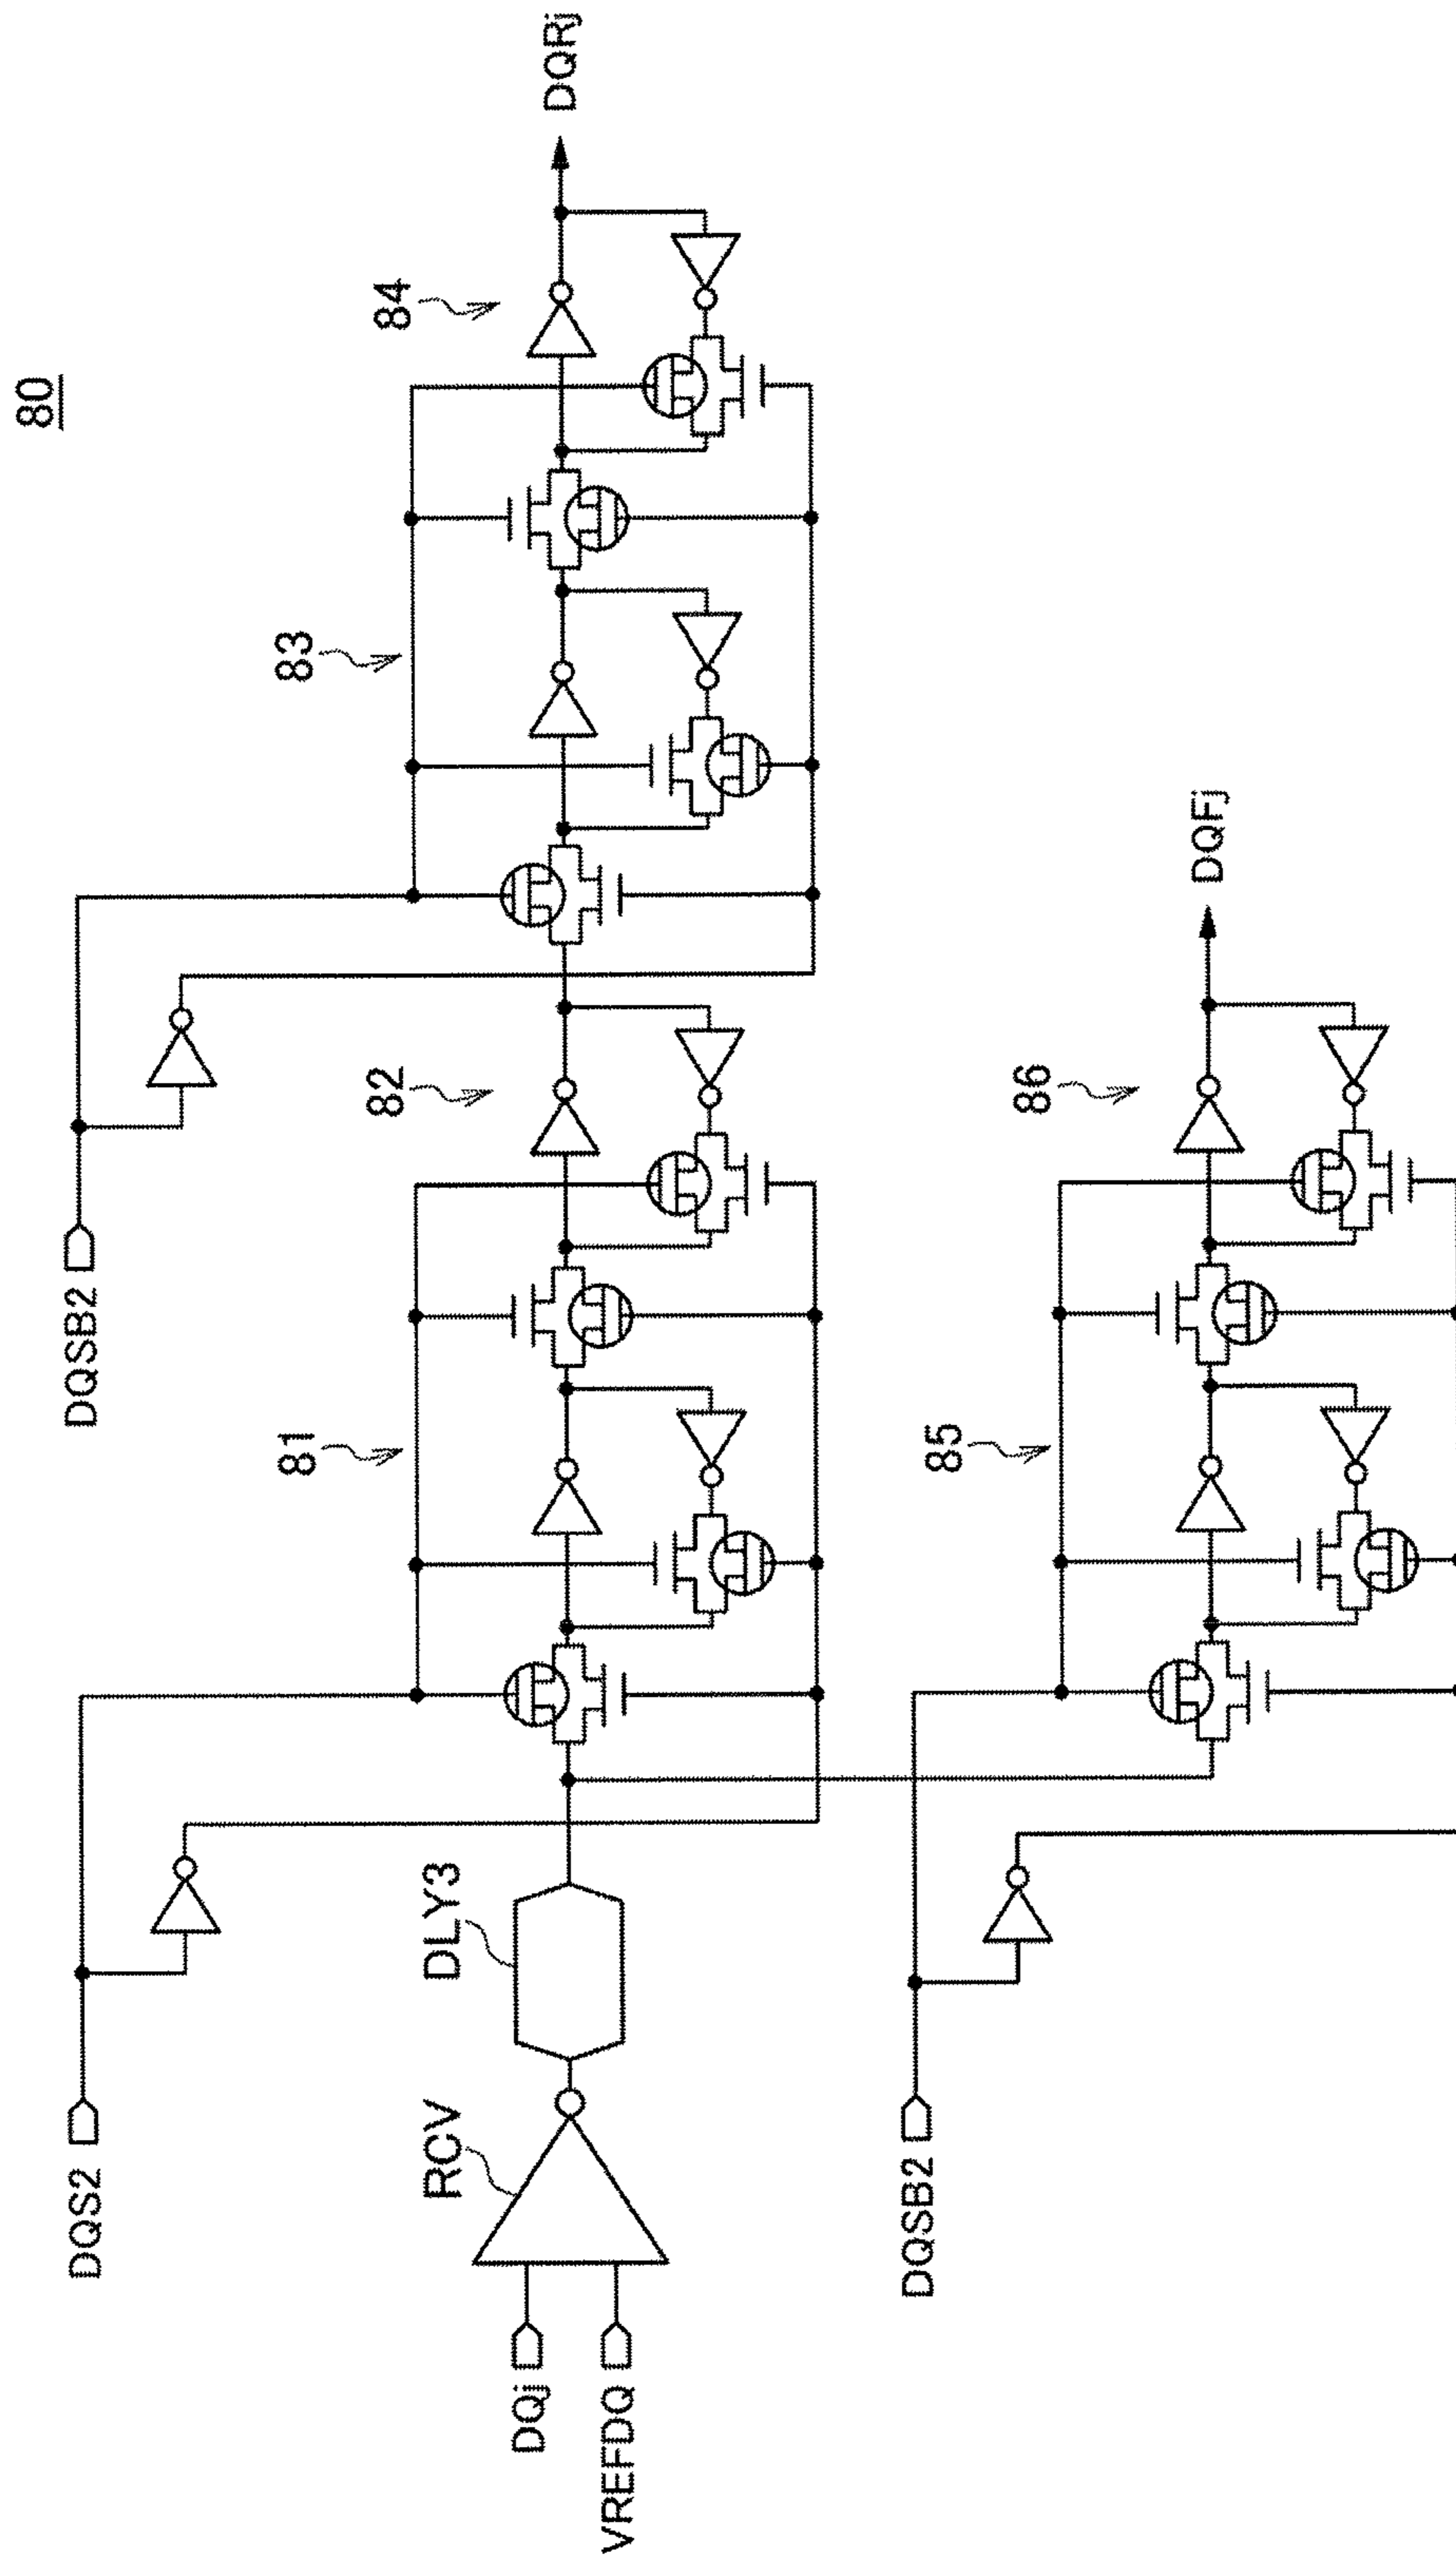 80
DQSB2
84
DQRj
83
82
81
DQS2
DLY3
RCV
DQj
VREFDQ
DQSB2
85
86
DQFj